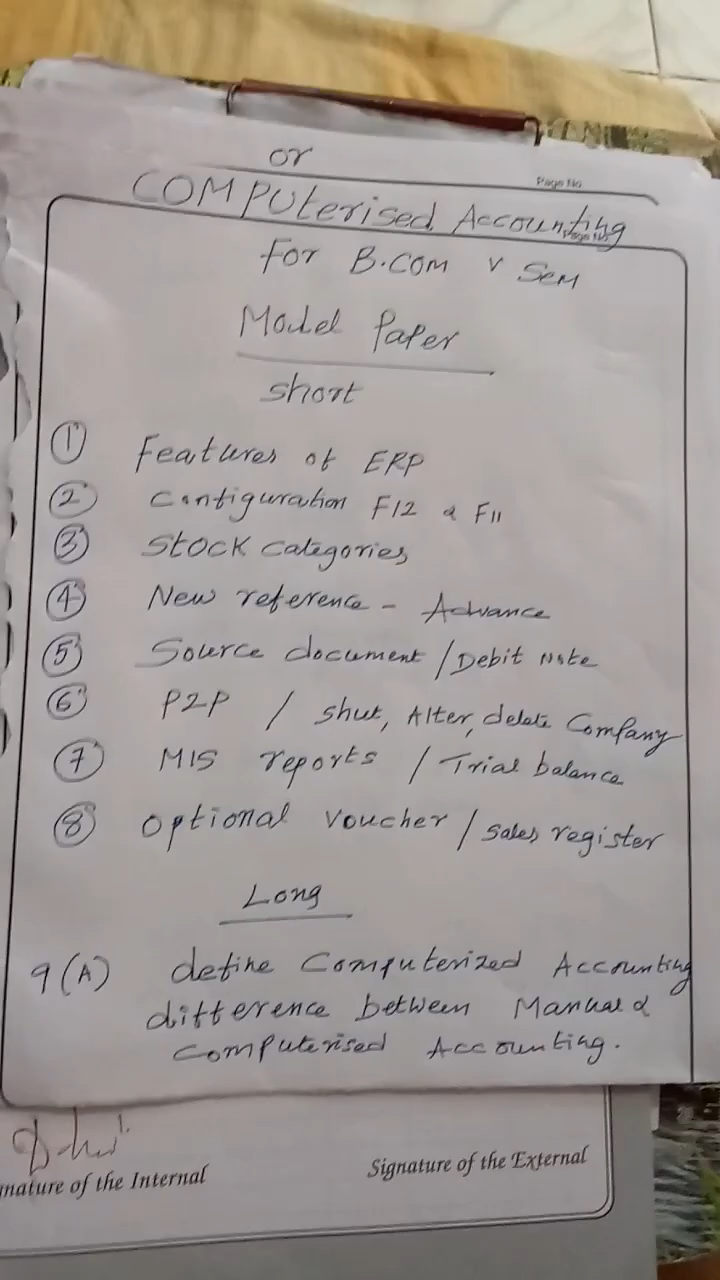 or
Page No.
COMPUterised Accounting
Page No.
For B.COM V Sem
Model Paper
short
1 Features of ERP
2 Configuration F12 & F11
3 Stock categories
4 New reference - Advance
5 Source document / Debit Note
6 P2P / shut, Alter, delete Company
7 MIS reports / Trial balance
8 Optional Voucher / Sales register
Long
9 (A) define Computerized Accounting
difference between Manual &
Computerised Accounting.
nature of the Internal
Signature of the External